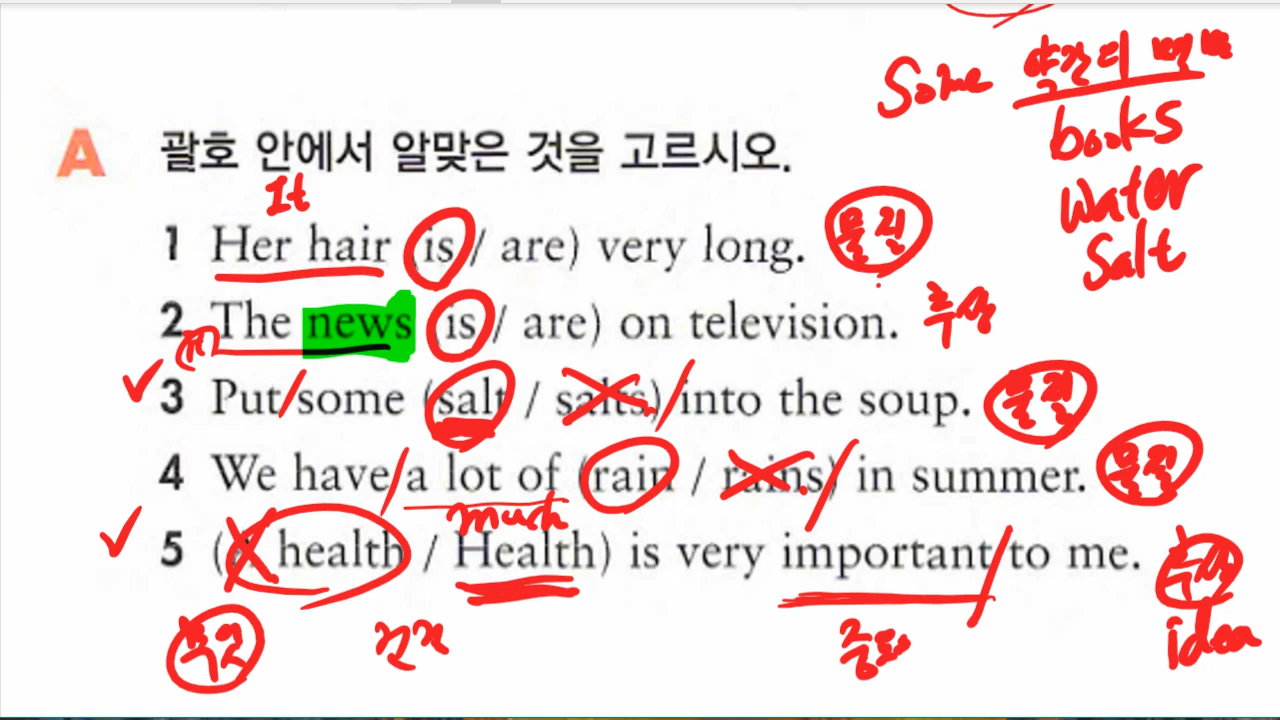 Some 약간의 몇몇
books
water
salt
A 괄호 안에서 알맞은 것을 고르시오.
It
1 Her hair (is / are) very long. 물질
2 The news (is / are) on television. 추상
3 Put/some (salt / salts)/into the soup. 물질
4 We have/a lot of (rain / rains)/in summer. 물질
much
5 (A health / Health) is very important/to me. 추상
idea
무엇 건강 중요